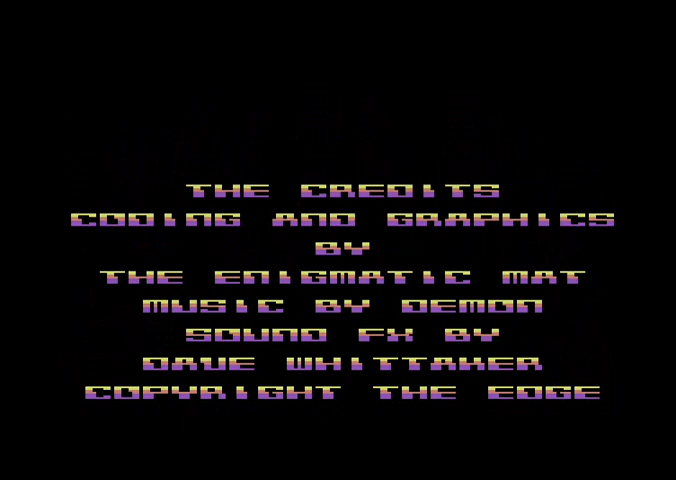 THE CREDITS
CODING AND GRAPHICS
BY
THE ENIGMATIC MAT
MUSIC BY DEMON
SOUND FX BY
DAVE WHITTAKER
COPYRIGHT THE EDGE